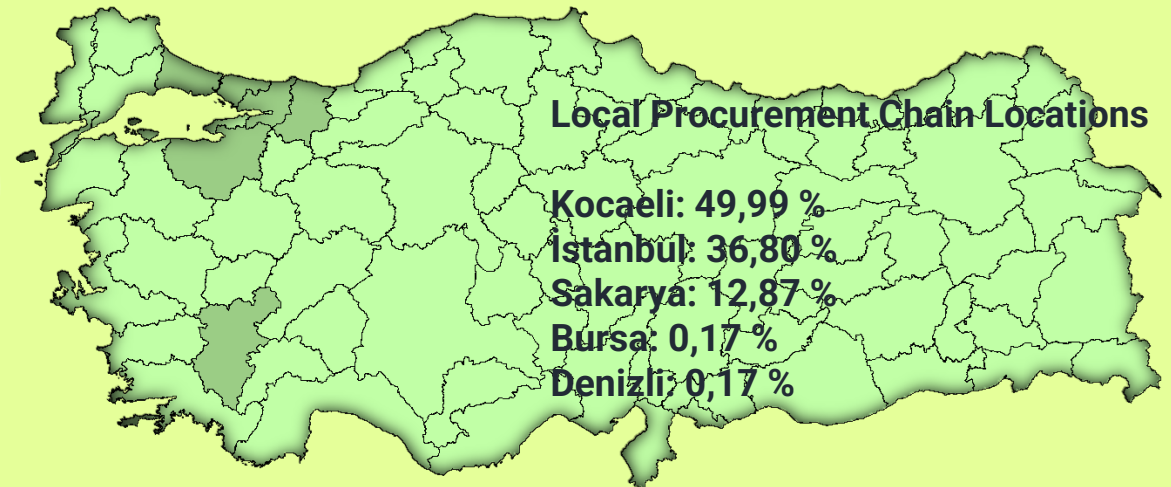 Local Procurement Chain Locations
Kocaeli: 49,99 %
İstanbul: 36,80 %
Sakarya: 12,87 %
Bursa: 0,17 %
Denizli: 0,17 %